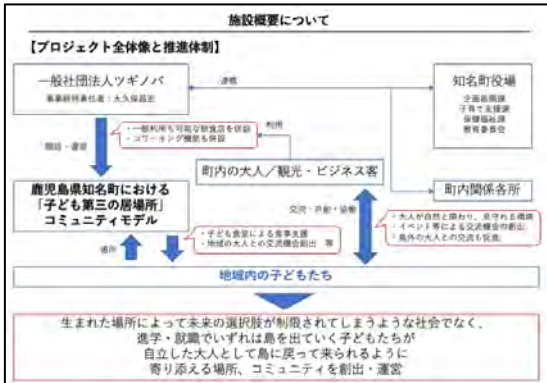 施設概要について
【プロジェクト全体像と推進体制】
一般社団法人ツギノバ
事業総括責任者:大久保昌宏
連携
知名町役場
企画振興課
子育て支援課
保健福祉課
教育委員会
・一般利用も可能な飲食店を併設
・コワーキング機能も併設
利用
開設・運営
町内の大人/観光・ビジネス客
町内関係各所
鹿児島県知名町における
「子ども第三の居場所」
コミュニティモデル
交流・共創・協働
・大人が自然と関わり、見守れる環境
・イベント等による交流機会の創出
・島外の大人との交流も促進
・子ども食堂による食事支援
・地域の大人との交流機会創出 等
地域内の子どもたち
生まれた場所によって未来の選択肢が制限されてしまうような社会でなく、
進学・就職でいずれは島を出ていく子どもたちが
自立した大人として島に戻って来られるように
寄り添える場所、コミュニティを創出・運営